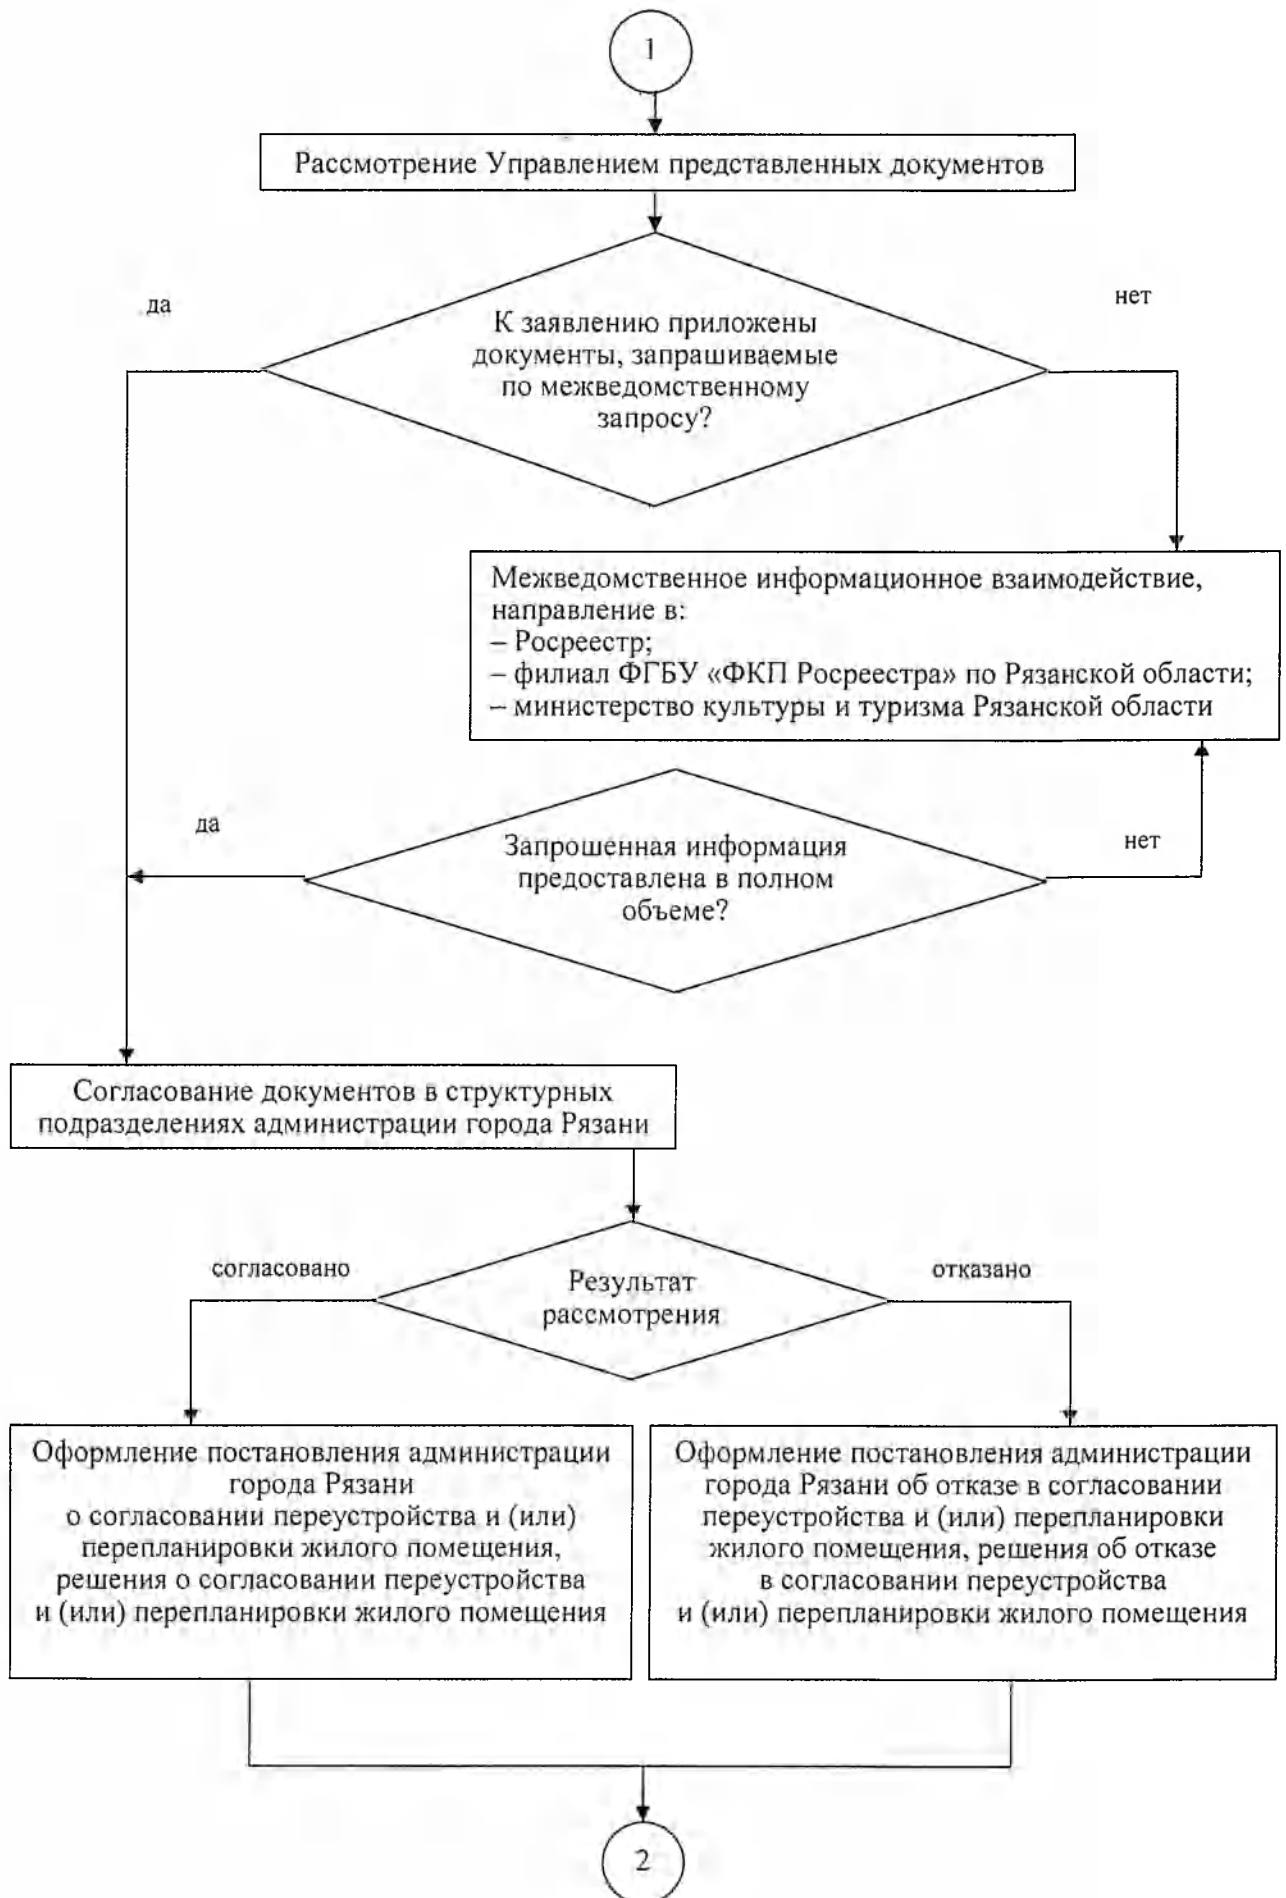 1
Рассмотрение Управлением представленных документов
да
нет
К заявлению приложены
документы, запрашиваемые
по межведомственному
запросу?
Межведомственное информационное взаимодействие,
направление в:
– Росреестр;
– филиал ФГБУ «ФКП Росреестра» по Рязанской области;
– министерство культуры и туризма Рязанской области
да
нет
Запрошенная информация
предоставлена в полном
объеме?
Согласование документов в структурных
подразделениях администрации города Рязани
согласовано
отказано
Результат
рассмотрения
Оформление постановления администрации
города Рязани
о согласовании переустройства и (или)
перепланировки жилого помещения,
решения о согласовании переустройства
и (или) перепланировки жилого помещения
Оформление постановления администрации
города Рязани об отказе в согласовании
переустройства и (или) перепланировки
жилого помещения, решения об отказе
в согласовании переустройства
и (или) перепланировки жилого помещения
2